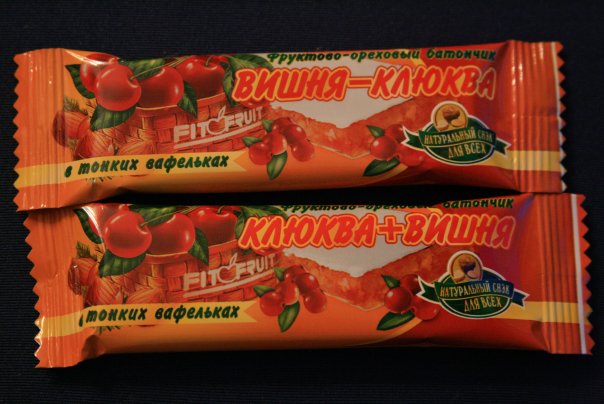 Фруктово-ореховый батончик
ВИШНЯ-КЛЮКВА
FITOFRUIT
НАТУРАЛЬНЫЙ СНЭК
ДЛЯ ВСЕХ
в тонких вафельках
Фруктово-ореховый батончик
КЛЮКВА+ВИШНЯ
FITOFRUIT
НАТУРАЛЬНЫЙ СНЭК
ДЛЯ ВСЕХ
в тонких вафельках